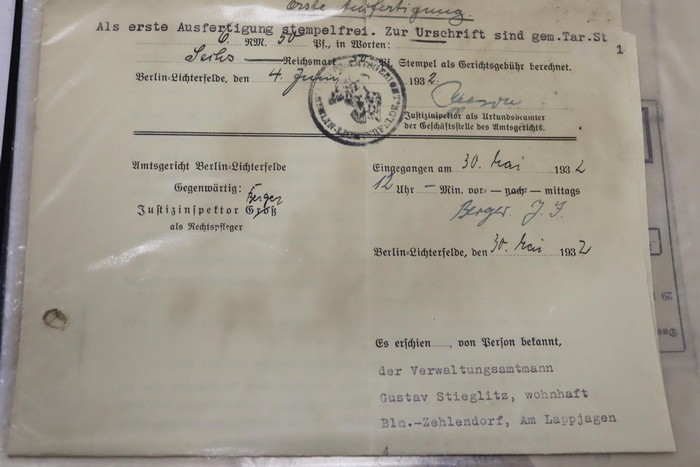 Erste Ausfertigung.
Als erste Ausfertigung stempelfrei. Zur Urschrift sind gem.Tar.St
1
6. RM. 50 Pf., in Worten:
Sechs Reichsmark 50 Pf. Stempel als Gerichtsgebühr berechnet.
Berlin-Lichterfelde, den 4. Juni 1932.
Justizinspektor als Urkundsbeamter
der Geschäftsstelle des Amtsgerichts.
Amtsgericht Berlin-Lichterfelde
Gegenwärtig:
Berger
Justizinspektor Groß
als Rechtspfleger
Eingegangen am 30. Mai 1932
12 Uhr – Min. vor- nach- mittags
Berger. J. I.
Berlin-Lichterfelde, den 30. Mai 1932
Es erschien, von Person bekannt,
der Verwaltungsamtmann
Gustav Stieglitz, wohnhaft
Bln.-Zehlendorf, Am Lappjagen